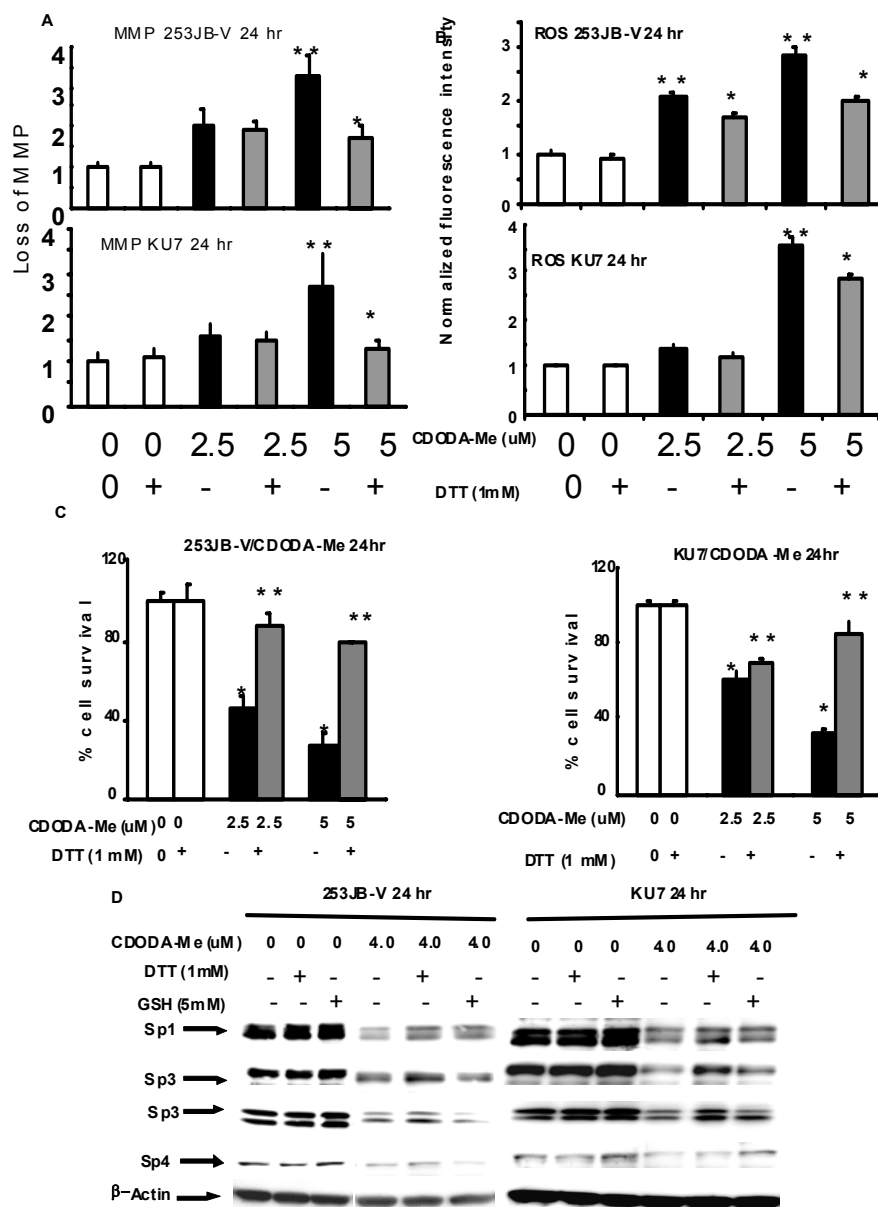 A
MMP 253JB-V 24 hr
Loss of MMP
4
3
2
1
0
* *
*
MMP KU7 24 hr
4
3
2
1
0
* *
*
0 0 2.5 2.5 5 5
0 + - + - +
B
ROS 253JB-V 24 hr
Normalized fluorescence intensity
4
3
2
1
0
* *
*
* *
*
ROS KU7 24 hr
4
3
2
1
0
* *
*
CDODA-Me (uM)
0 0 2.5 2.5 5 5
DTT (1mM)
0 + - + - +
C
253JB-V/CDODA-Me 24hr
% cell survival
120
80
40
0
*
* *
*
* *
CDODA-Me (uM) 0 0 2.5 2.5 5 5
DTT (1 mM) 0 + - + - +
KU7/CDODA -Me 24hr
% cell survival
120
80
40
0
*
* *
*
* *
CDODA-Me (uM) 0 0 2.5 2.5 5 5
DTT (1 mM) 0 + - + - +
D
253JB-V 24 hr
KU7 24 hr
CDODA-Me (uM) 0 0 0 4.0 4.0 4.0 0 0 0 4.0 4.0 4.0
DTT (1mM) - + - - + - - + - - + -
GSH (5mM) - - + - - + - - + - - +
Sp1
Sp3
Sp3
Sp4
β-Actin